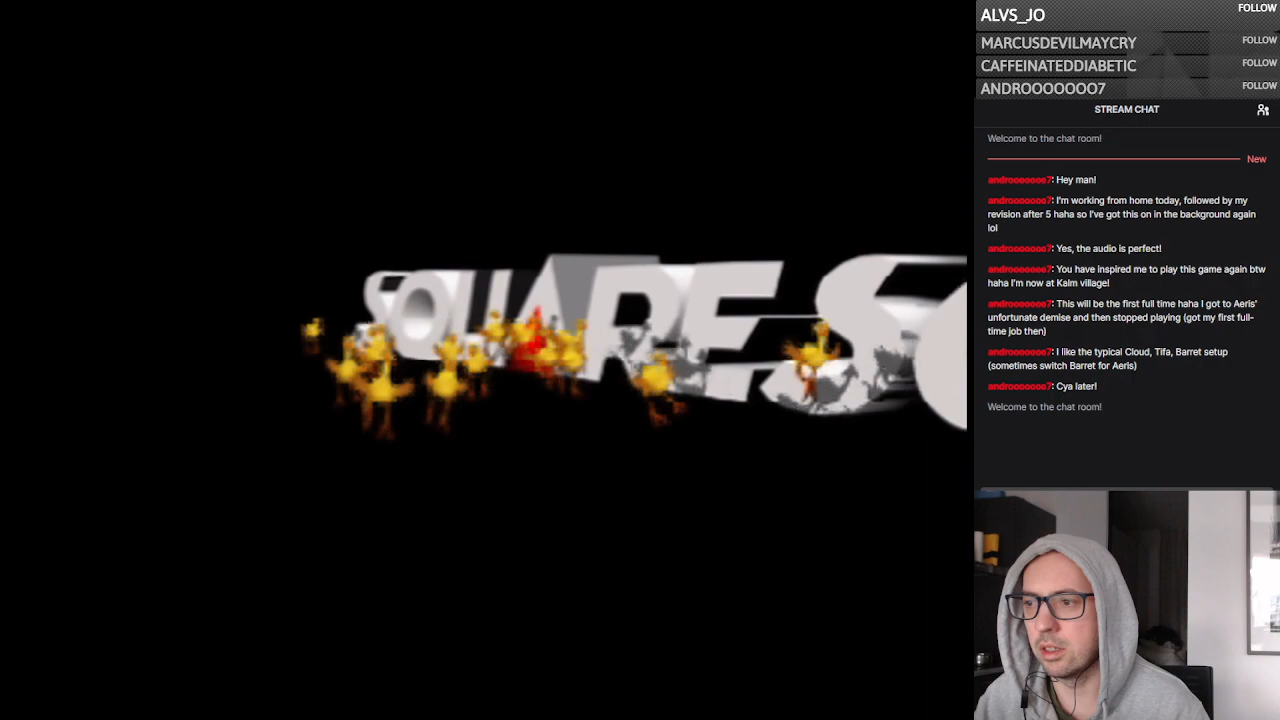 SQUARESO
ALVS_JO FOLLOW
MARCUSDEVILMAYCRY FOLLOW
CAFFEINATEDDIABETIC FOLLOW
ANDROOOOOOO7 FOLLOW
STREAM CHAT
Welcome to the chat room!
New
androoooooo7: Hey man!
androoooooo7: I'm working from home today, followed by my
revision after 5 haha so I've got this on in the background again
lol
androoooooo7: Yes, the audio is perfect!
androoooooo7: You have inspired me to play this game again btw
haha I'm now at Kalm village!
androoooooo7: This will be the first full time haha I got to Aeris'
unfortunate demise and then stopped playing (got my first full-
time job then)
androoooooo7: I like the typical Cloud, Tifa, Barret setup
(sometimes switch Barret for Aeris)
androoooooo7: Cya later!
Welcome to the chat room!